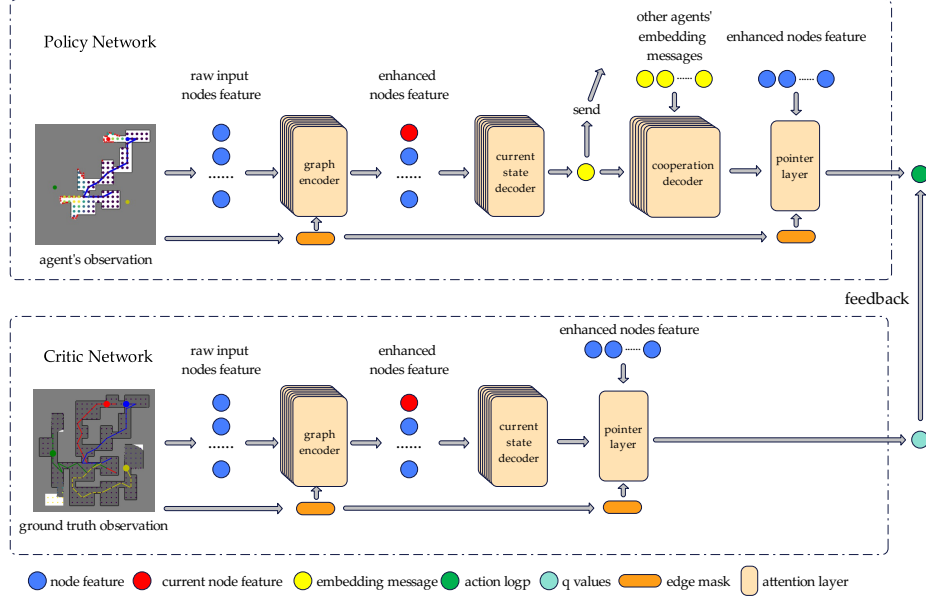 Policy Network
raw input
nodes feature
enhanced
nodes feature
other agents'
embedding
messages
enhanced nodes feature
send
graph
encoder
current
state
decoder
cooperation
decoder
pointer
layer
agent's observation
feedback
Critic Network
raw input
nodes feature
enhanced
nodes feature
enhanced nodes feature
graph
encoder
current
state
decoder
pointer
layer
ground truth observation
node feature
current node feature
embedding message
action logp
q values
edge mask
attention layer